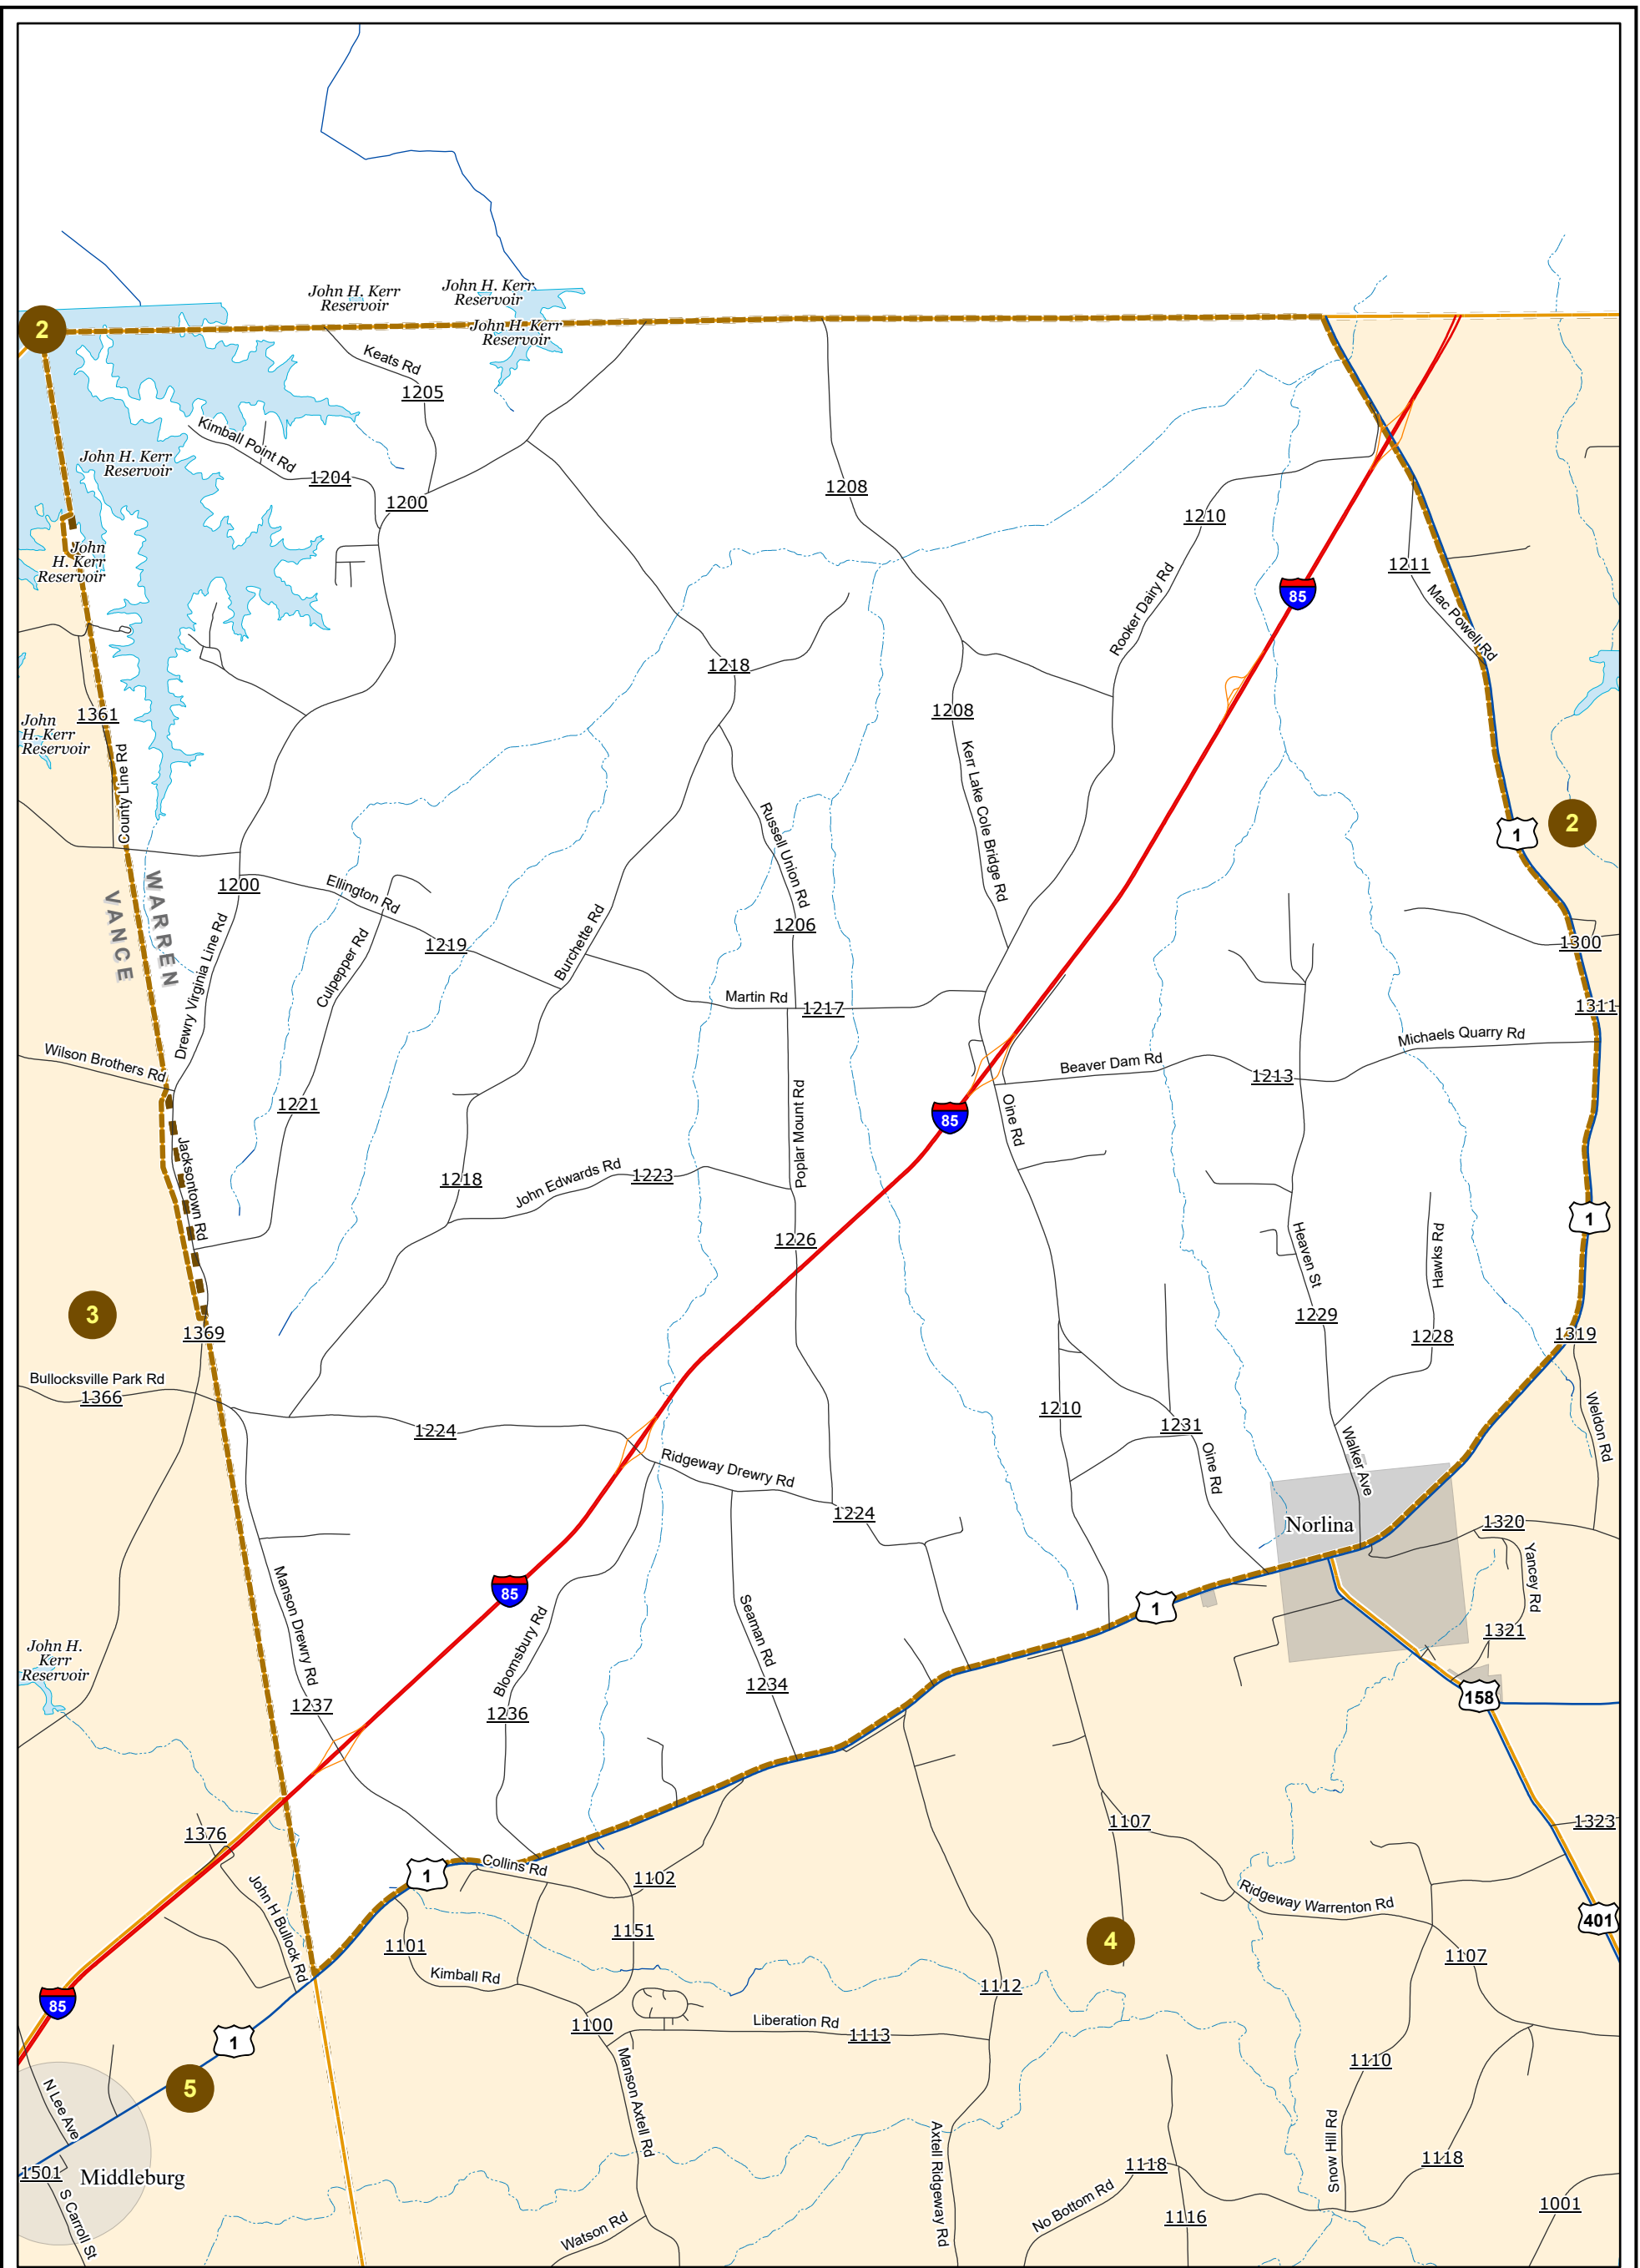 John H. Kerr
Reservoir
John H. Kerr
Reservoir
John H. Kerr
Reservoir
2
Keats Rd
1205
Kimball Point Rd
1204
1200
John H. Kerr
Reservoir
1208
1210
John
H. Kerr
Reservoir
1211
85
Mac Powell Rd
Rooker Dairy Rd
1218
1361
1208
John
H. Kerr
Reservoir
County Line Rd
Kerr Lake Cole Bridge Rd
Russell Union Rd
1
2
1200
Ellington Rd
WARREN
VANCE
1219
Burchette Rd
1206
1300
Culpepper Rd
Drewry Virginia Line Rd
Martin Rd
1217
1311
Wilson Brothers Rd
Michaels Quarry Rd
Beaver Dam Rd
1213
1221
85
Oine Rd
Poplar Mount Rd
Jacksontown Rd
1218
John Edwards Rd
1223
1
1226
Heaven St
Hawks Rd
3
1229
1369
1228
1319
Bullocksville Park Rd
1366
1210
1224
1231
Weldon Rd
Ridgeway Drewry Rd
Oine Rd
Walker Ave
1224
Norlina
1320
Manson Drewry Rd
85
Yancey Rd
1
Seaman Rd
Bloomsbury Rd
1321
John H.
Kerr
Reservoir
1234
158
1237
1236
1376
1107
1323
1
Collins Rd
1102
John H Bullock Rd
Ridgeway Warrenton Rd
401
1151
4
1101
1107
Kimball Rd
1112
85
Liberation Rd
1113
1100
1
1110
Manson Axtell Rd
5
N Lee Ave
Axtell Ridgeway Rd
Snow Hill Rd
1118
1118
1501
Middleburg
No Bottom Rd
1001
S Carroll St
Watson Rd
1116